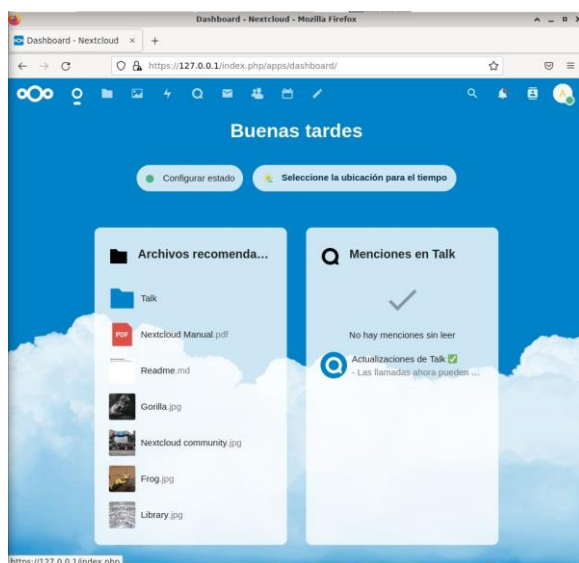 Dashboard - Nextcloud - Mozilla Firefox
Dashboard - Nextcloud × +
https://127.0.0.1/index.php/apps/dashboard/
A
Buenas tardes
Configurar estado
Seleccione la ubicación para el tiempo
Archivos recomenda...
Talk
PDF
Nextcloud Manual.pdf
Readme.md
Gorilla.jpg
Nextcloud community.jpg
Frog.jpg
Library.jpg
Menciones en Talk
No hay menciones sin leer
Actualizaciones de Talk ✅
- Las llamadas ahora pueden ...
https://127.0.0.1/index.php